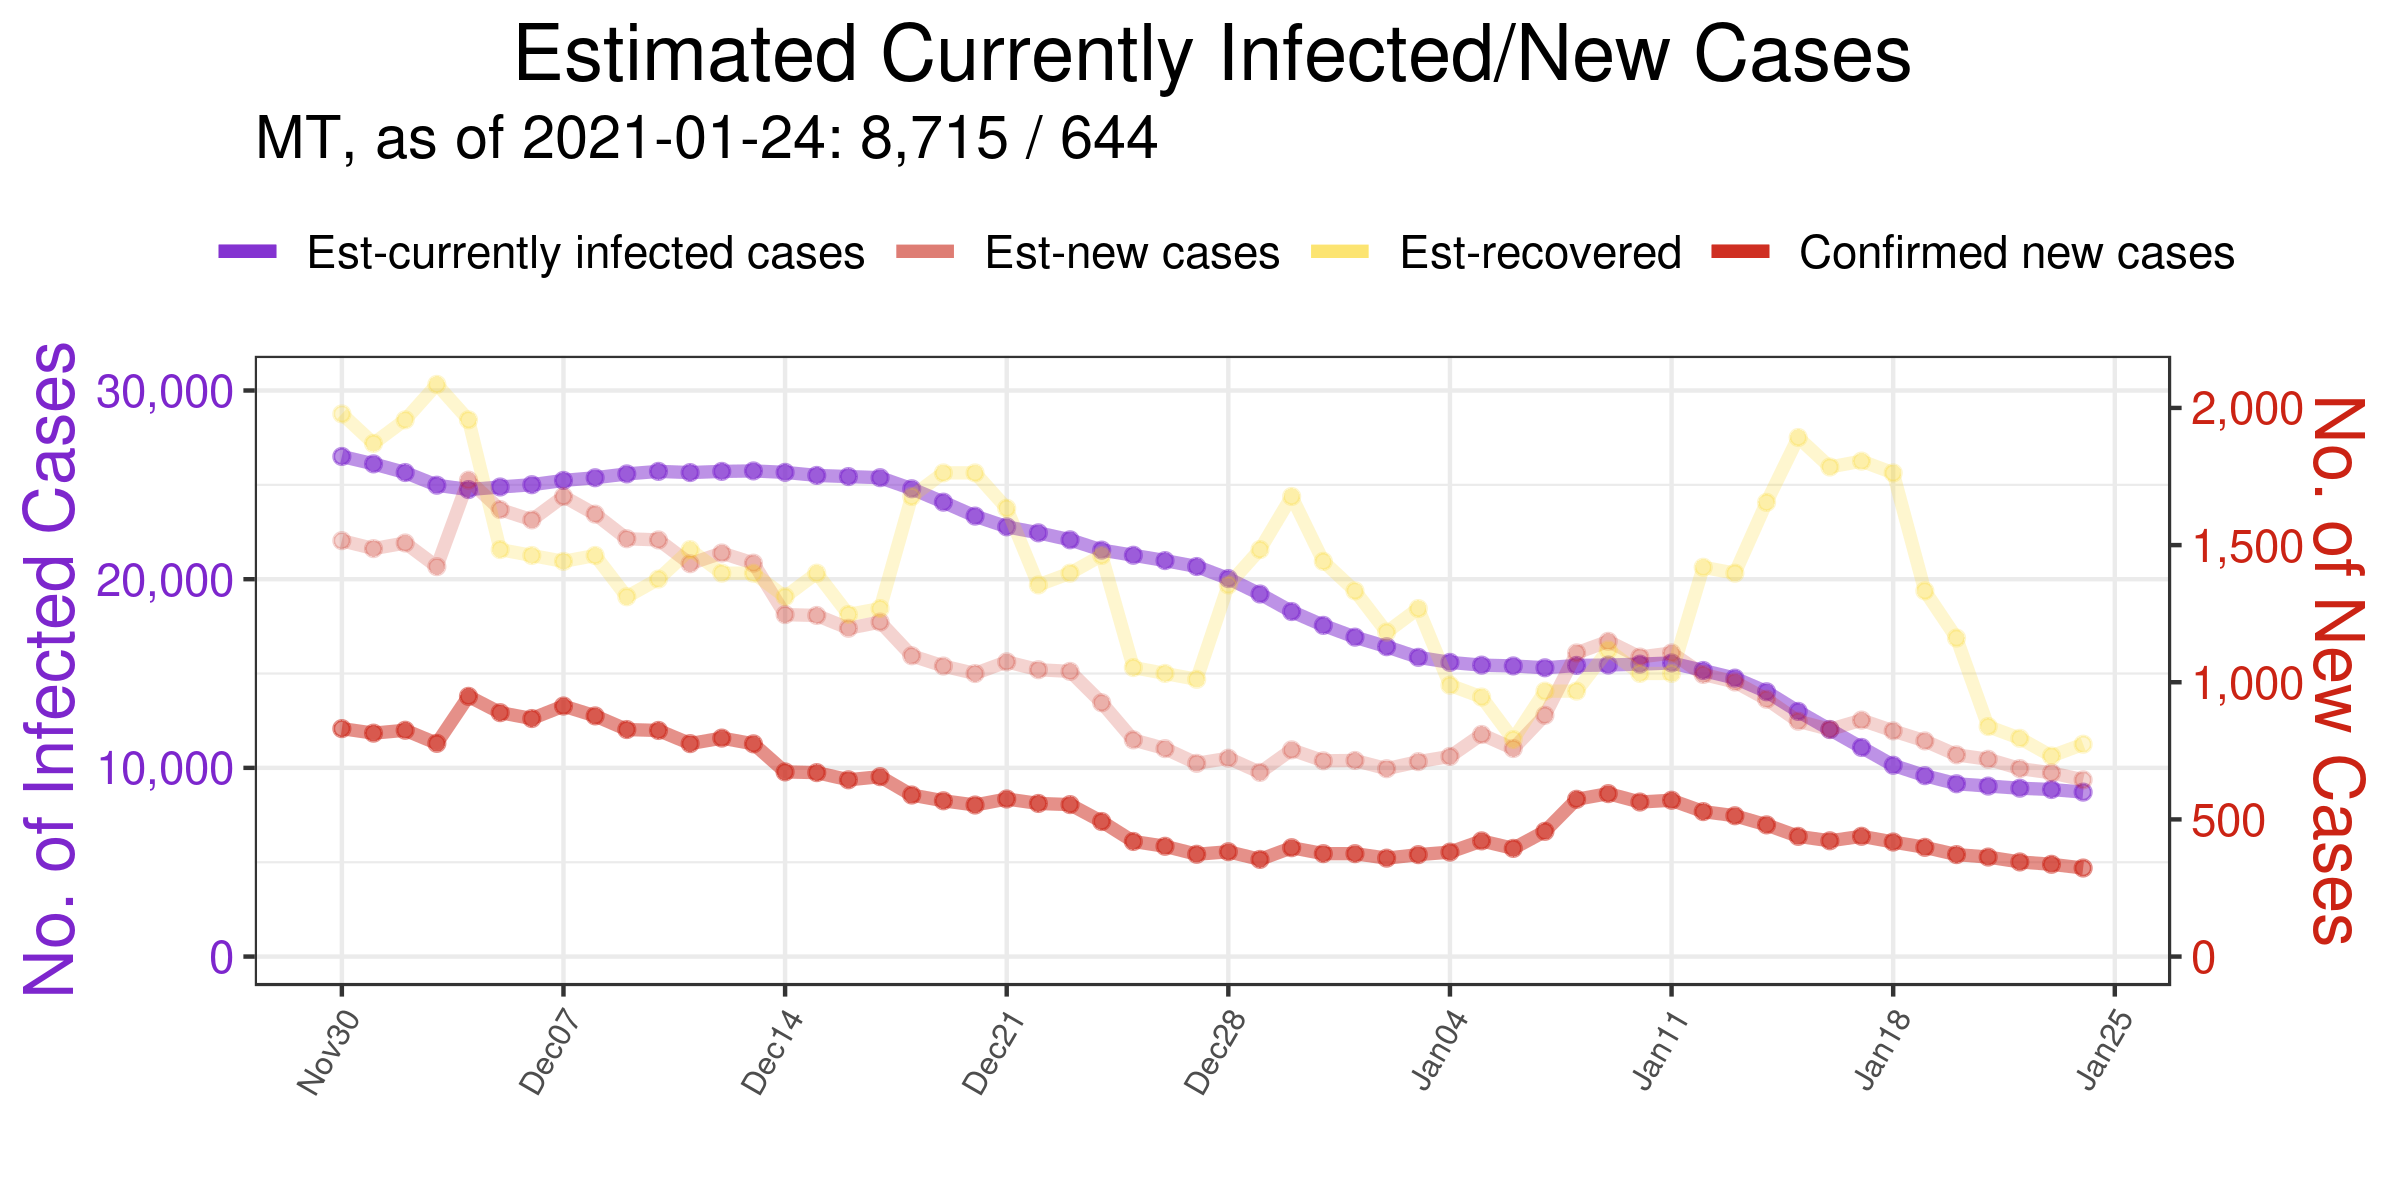 Estimated Currently Infected/New Cases
MT, as of 2021-01-24: 8,715 / 644
Est-currently infected cases Est-new cases Est-recovered Confirmed new cases
No. of Infected Cases
30,000
20,000
10,000
0
2,000
1,500
1,000
500
0
No. of New Cases
Nov30 Dec07 Dec14 Dec21 Dec28 Jan04 Jan11 Jan18 Jan25